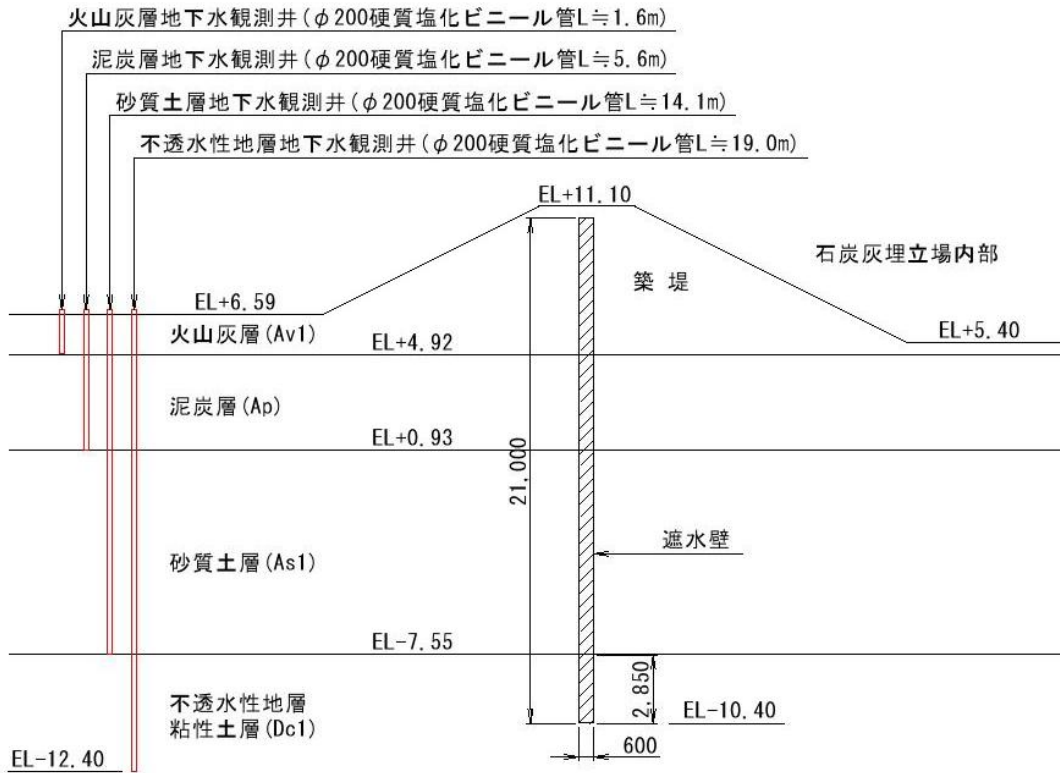 火山灰層地下水観測井(φ200硬質塩化ビニール管L≒1.6m)
泥炭層地下水観測井(φ200硬質塩化ビニール管L≒5.6m)
砂質土層地下水観測井(φ200硬質塩化ビニール管L≒14.1m)
不透水性地層地下水観測井(φ200硬質塩化ビニール管L≒19.0m)
EL+11.10
石炭灰埋立場内部
築 堤
EL+6.59
火山灰層(Av1)
EL+4.92
EL+5.40
泥炭層(Ap)
EL+0.93
21,000
遮水壁
砂質土層(As1)
EL-7.55
2,850
不透水性地層
粘性土層(Dc1)
EL-10.40
600
EL-12.40